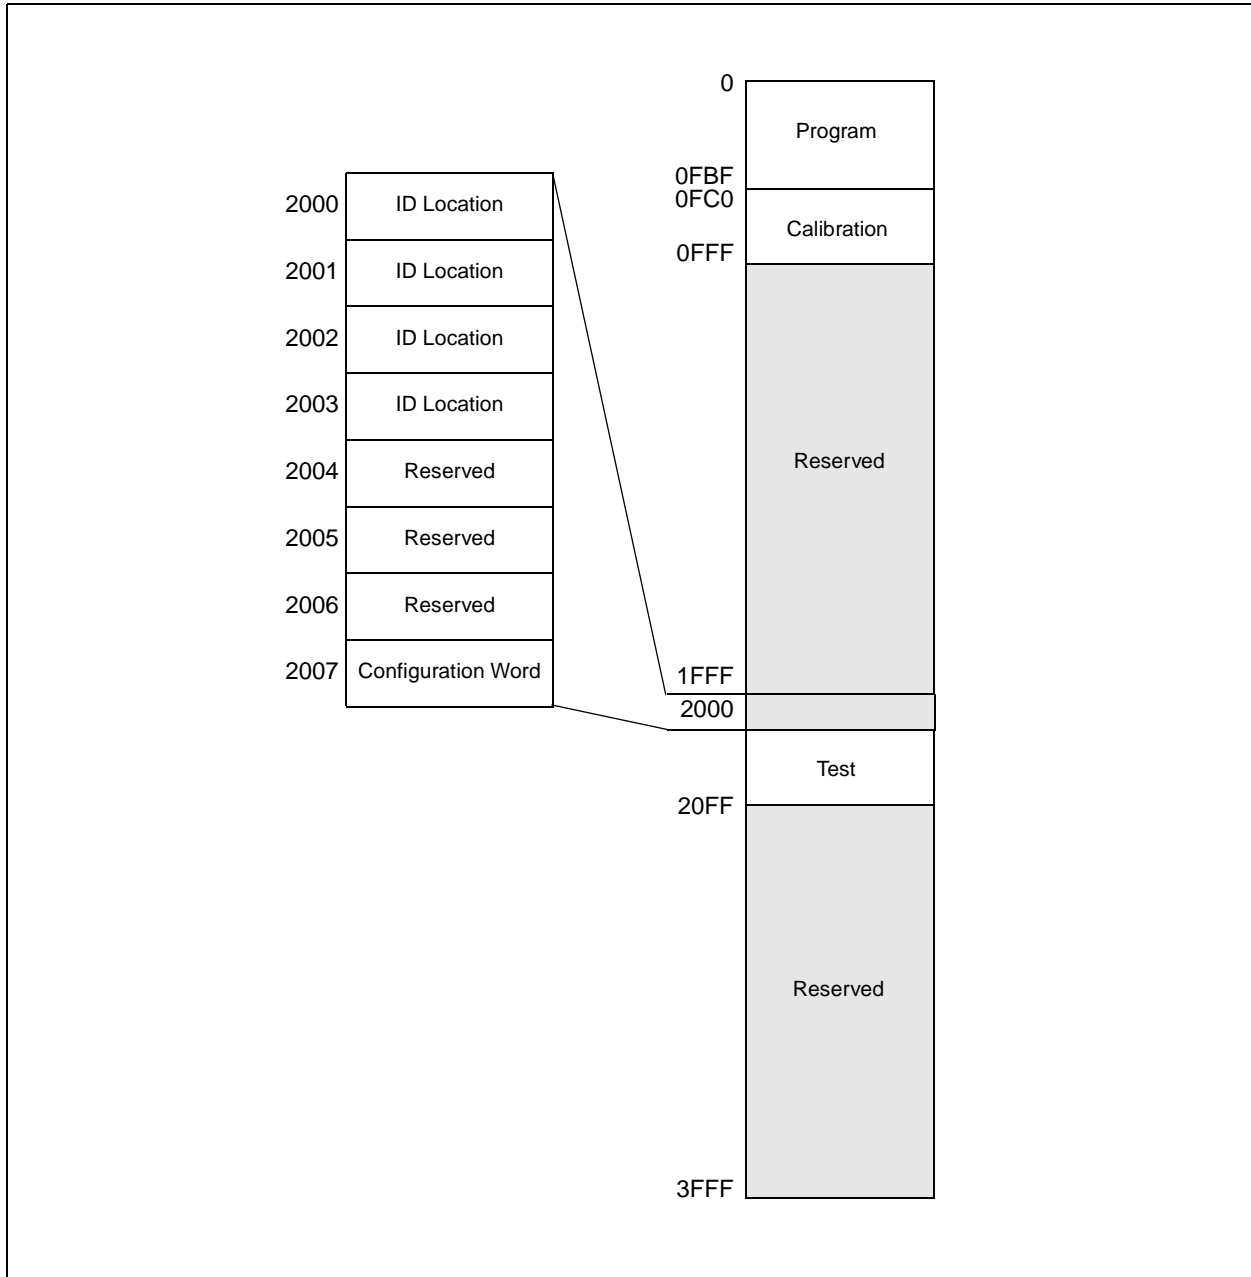 2000 ID Location
2001 ID Location
2002 ID Location
2003 ID Location
2004 Reserved
2005 Reserved
2006 Reserved
2007 Configuration Word
0
Program
0FBF
0FC0
Calibration
0FFF
Reserved
1FFF
2000
Test
20FF
Reserved
3FFF